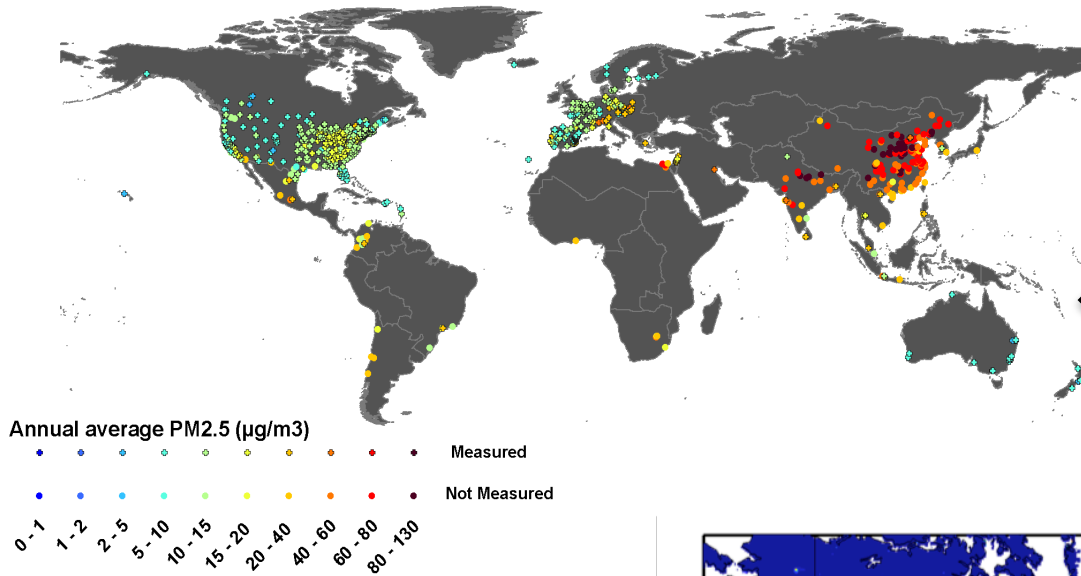 Annual average PM2.5 (µg/m3)
Measured
Not Measured
0 - 1
1 - 2
2 - 5
5 - 10
10 - 15
15 - 20
20 - 40
40 - 60
60 - 80
80 - 130